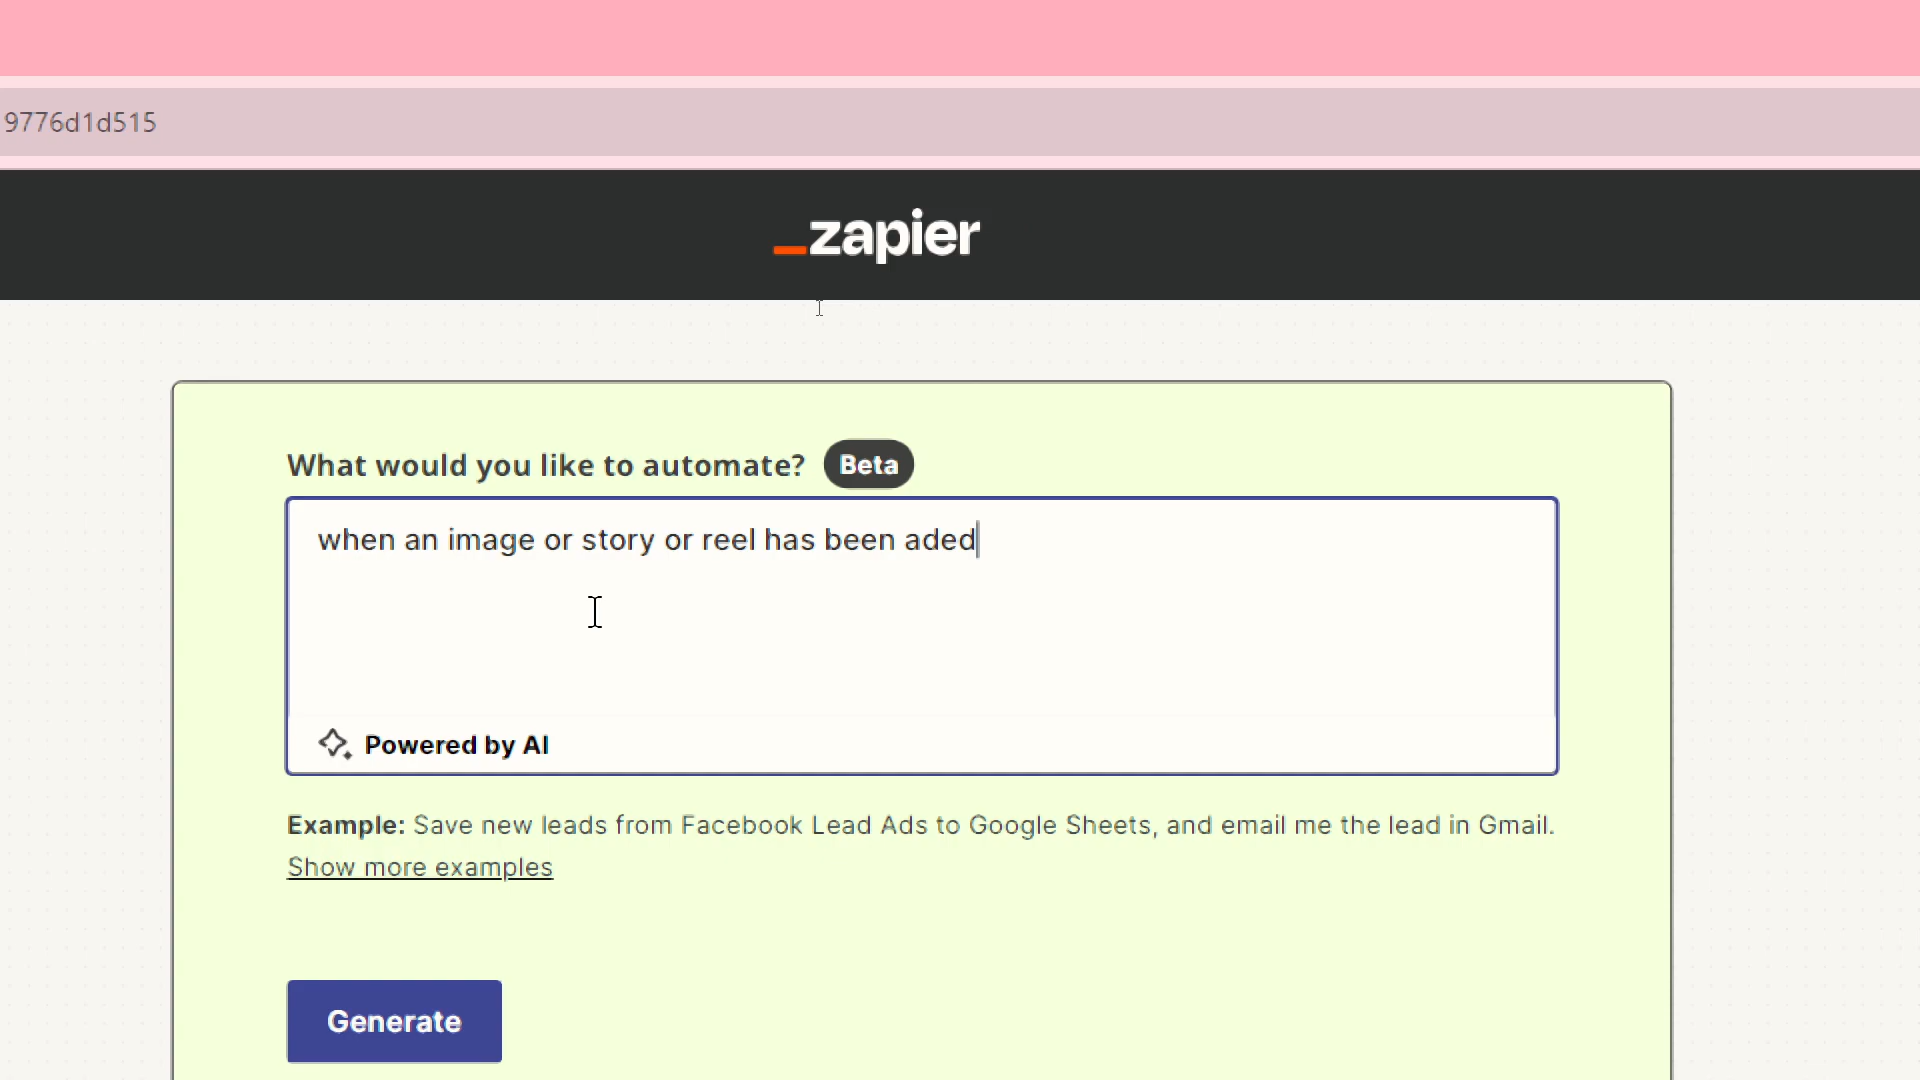 9776d1d515
zapier
What would you like to automate? Beta
when an image or story or reel has been aded
Powered by AI
Example: Save new leads from Facebook Lead Ads to Google Sheets, and email me the lead in Gmail.
Show more examples
Generate